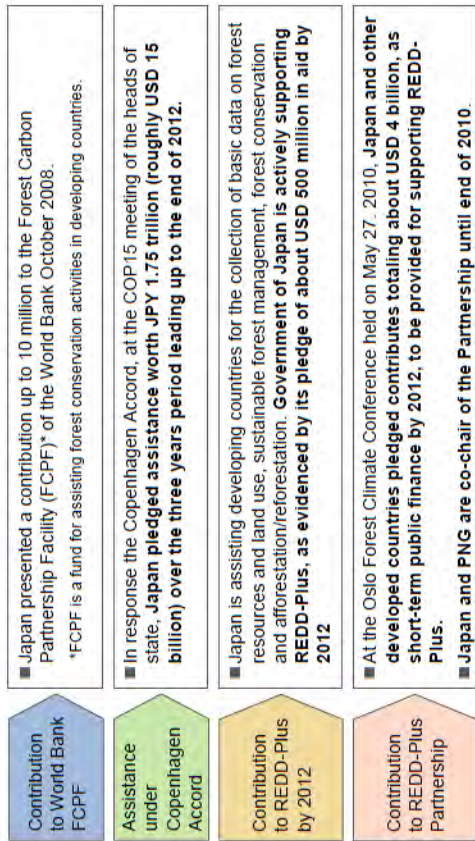 Contribution
to World Bank
FCPF
■ Japan presented a contribution up to 10 million to the Forest Carbon
Partnership Facility (FCPF)* of the World Bank October 2008.
*FCPF is a fund for assisting forest conservation activities in developing countries.
Assistance
under
Copenhagen
Accord
■ In response the Copenhagen Accord, at the COP15 meeting of the heads of
state, Japan pledged assistance worth JPY 1.75 trillion (roughly USD 15
billion) over the three years period leading up to the end of 2012.
Contribution
to REDD-Plus
by 2012
■ Japan is assisting developing countries for the collection of basic data on forest
resources and land use, sustainable forest management, forest conservation
and afforestation/reforestation. Government of Japan is actively supporting
REDD-Plus, as evidenced by its pledge of about USD 500 million in aid by
2012
Contribution
to REDD-Plus
Partnership
■ At the Oslo Forest Climate Conference held on May 27. 2010, Japan and other
developed countries pledged contributes totaling about USD 4 billion, as
short-term public finance by 2012, to be provided for supporting REDD-
Plus.
■ Japan and PNG are co-chair of the Partnership until end of 2010.